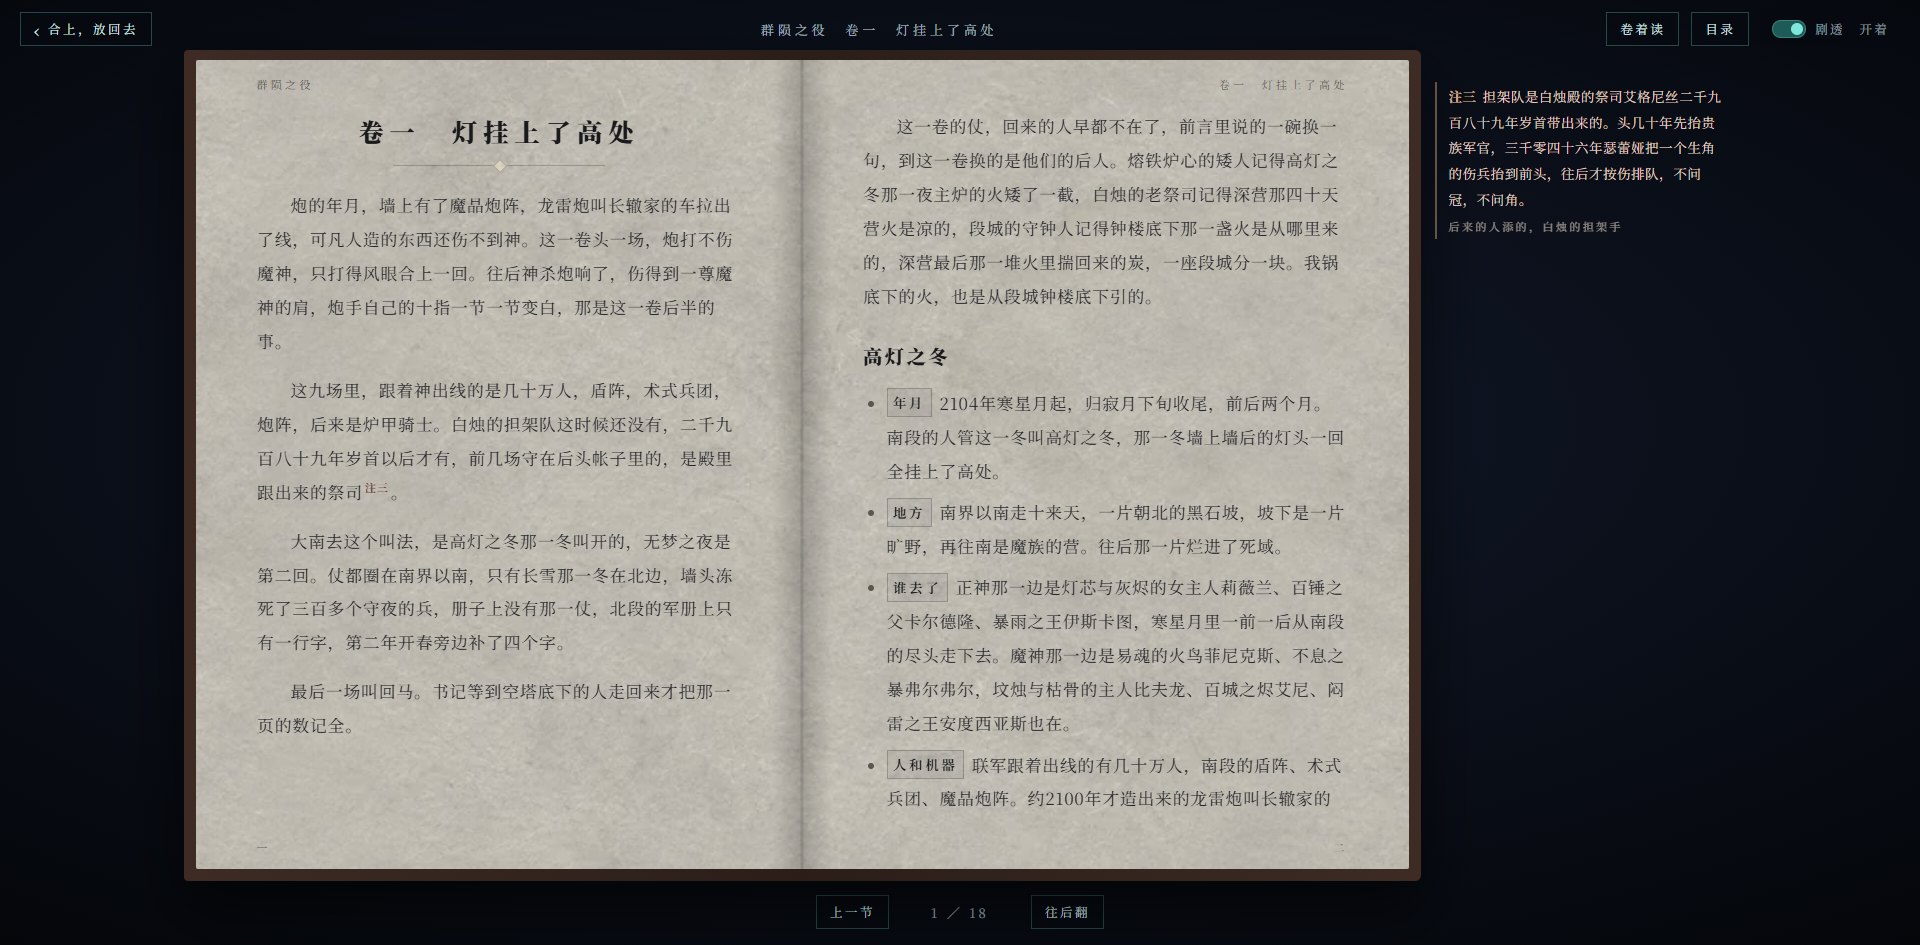 ‹ 合上，放回去
群陨之役 卷一 灯挂上了高处
卷着读
目录
剧透 开着
群陨之役
卷一 灯挂上了高处
炮的年月，墙上有了魔晶炮阵，龙雷炮叫长辙家的车拉出
了线，可凡人造的东西还伤不到神。这一卷头一场，炮打不伤
魔神，只打得风眼合上一回。往后神杀炮响了，伤得到一尊魔
神的肩，炮手自己的十指一节一节变白，那是这一卷后半的
事。
这九场里，跟着神出线的是几十万人，盾阵，术式兵团，
炮阵，后来是炉甲骑士。白烛的担架队这时候还没有，二千九
百八十九年岁首以后才有，前几场守在后头帐子里的，是殿里
跟出来的祭司注三。
大南去这个叫法，是高灯之冬那一冬叫开的，无梦之夜是
第二回。仗都圈在南界以南，只有长雪那一冬在北边，墙头冻
死了三百多个守夜的兵，册子上没有那一仗，北段的军册上只
有一行字，第二年开春旁边补了四个字。
最后一场叫回马。书记等到空塔底下的人走回来才把那一
页的数记全。
一
卷一 灯挂上了高处
这一卷的仗，回来的人早都不在了，前言里说的一碗换一
句，到这一卷换的是他们的后人。熔铁炉心的矮人记得高灯之
冬那一夜主炉的火矮了一截，白烛的老祭司记得深营那四十天
营火是凉的，段城的守钟人记得钟楼底下那一盏火是从哪里来
的，深营最后那一堆火里揣回来的炭，一座段城分一块。我锅
底下的火，也是从段城钟楼底下引的。
高灯之冬
年月 2104年寒星月起，归寂月下旬收尾，前后两个月。
南段的人管这一冬叫高灯之冬，那一冬墙上墙后的灯头一回
全挂上了高处。
地方 南界以南走十来天，一片朝北的黑石坡，坡下是一片
旷野，再往南是魔族的营。往后那一片烂进了死域。
谁去了 正神那一边是灯芯与灰烬的女主人莉薇兰、百锤之
父卡尔德隆、暴雨之王伊斯卡图，寒星月里一前一后从南段
的尽头走下去。魔神那一边是易魂的火鸟菲尼克斯、不息之
暴弗尔弗尔，坟烛与枯骨的主人比夫龙、百城之烬艾尼、闷
雷之王安度西亚斯也在。
人和机器 联军跟着出线的有几十万人，南段的盾阵、术式
兵团、魔晶炮阵。约2100年才造出来的龙雷炮叫长辙家的
二
注三 担架队是白烛殿的祭司艾格尼丝二千九
百八十九年岁首带出来的。头几十年先抬贵
族军官，三千零四十六年瑟蕾娅把一个生角
的伤兵抬到前头，往后才按伤排队，不问
冠，不问角。
后来的人添的，白烛的担架手
上一节
1 ／ 18
往后翻